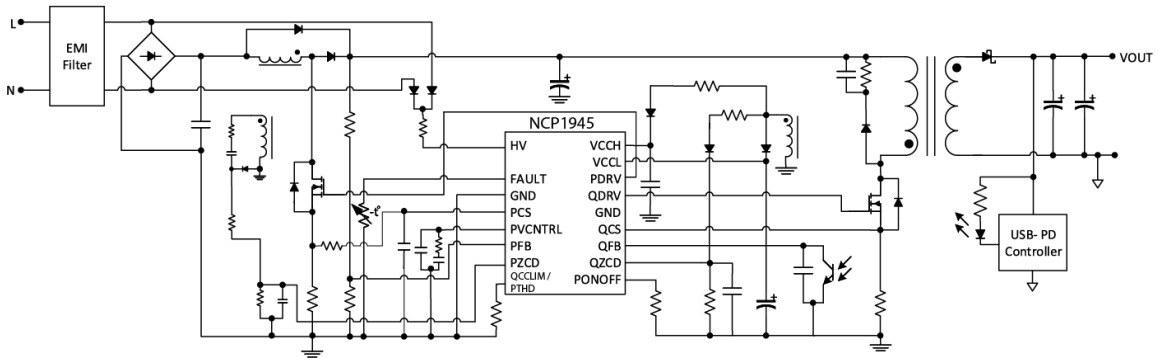 L
EMI
Filter
N
VOUT
NCP1945
HV
FAULT
GND
PCS
PVCNTRL
PFB
PZCD
QCCLIM /
PTHD
VCCH
VCCL
PDRV
QDRV
GND
QCS
QFB
QZCD
PONOFF
-t°
USB- PD
Controller
+
+
+
+